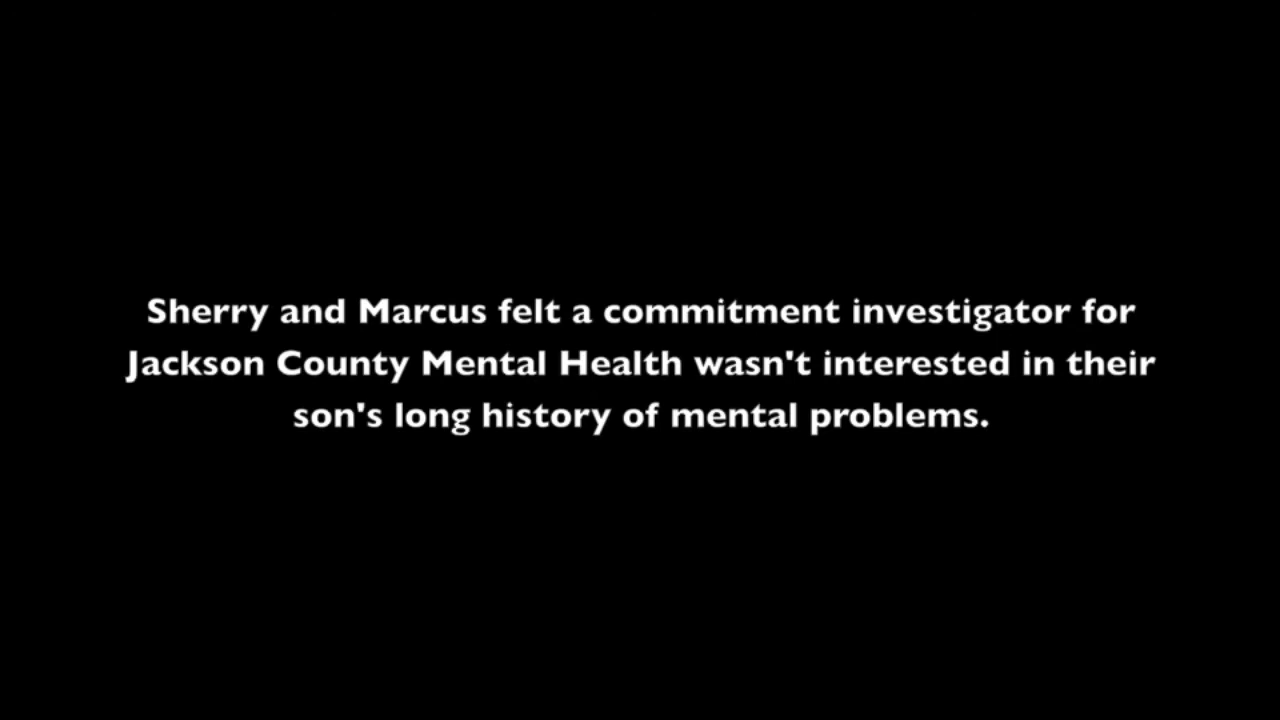 Sherry and Marcus felt a commitment investigator for
Jackson County Mental Health wasn't interested in their
son's long history of mental problems.